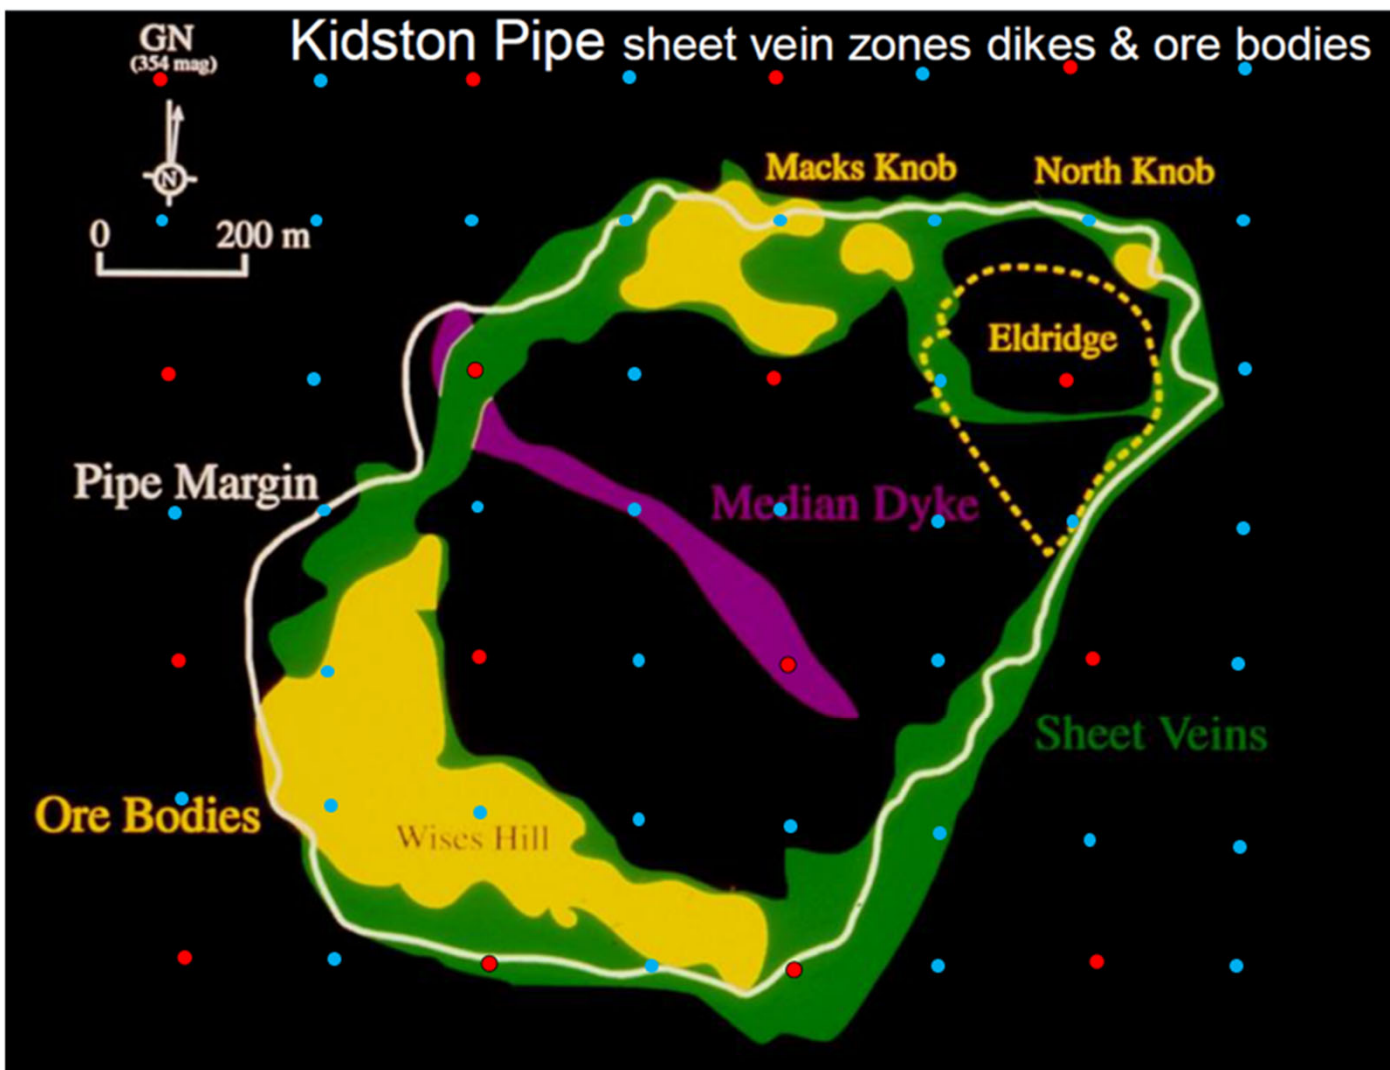 Kidston Pipe sheet vein zones dikes & ore bodies
GN
(354 mag)
N
0 200 m
Macks Knob
North Knob
Eldridge
Pipe Margin
Median Dyke
Sheet Veins
Ore Bodies
Wises Hill